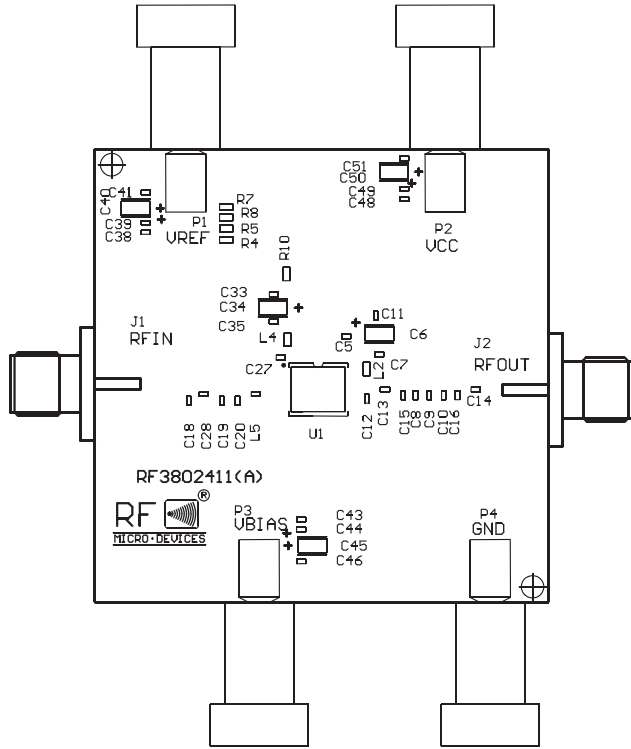 C51
C50
C49
C48
C40
C41
C39
C38
P1
VREF
R7
R8
R5
R4
P2
VCC
R10
C33
C34
C35
L4
C27
C11
C6
C5
C7
L2
J1
RFIN
J2
RFOUT
C18
C28
C19
C20
L5
U1
C12
C13
C15
C8
C9
C10
C16
C14
RF3802411(A)
RF®
MICRO·DEVICES
P3
VBIAS
C43
C44
C45
C46
P4
GND